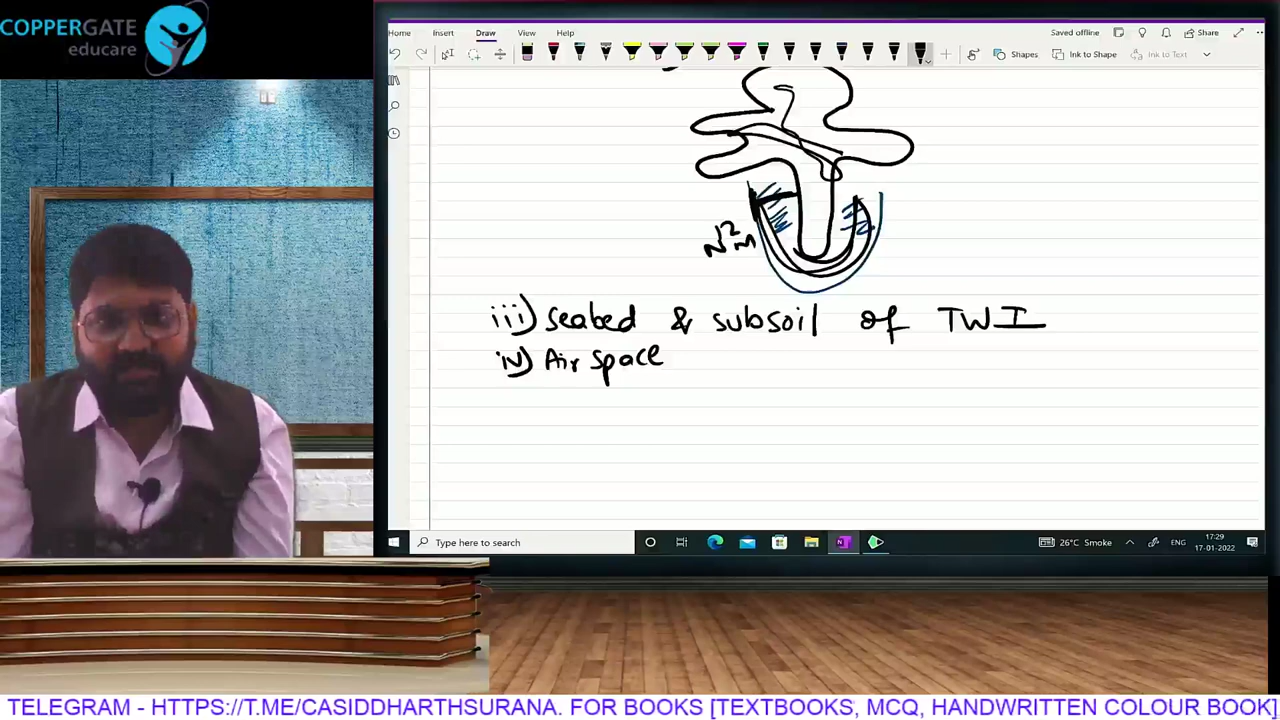 COPPERGATE
educare
Home Insert Draw View Help
Saved offline
Share
Shapes
Ink to Shape
Ink to Text
iii) Seabed & subsoil of TWI
iv) Air space
Type here to search
26°C Smoke
ENG
17:29
17-01-2022
TELEGRAM - HTTPS://T.ME/CASIDDHARTHSURANA. FOR BOOKS [TEXTBOOKS, MCQ, HANDWRITTEN COLOUR BOOK]